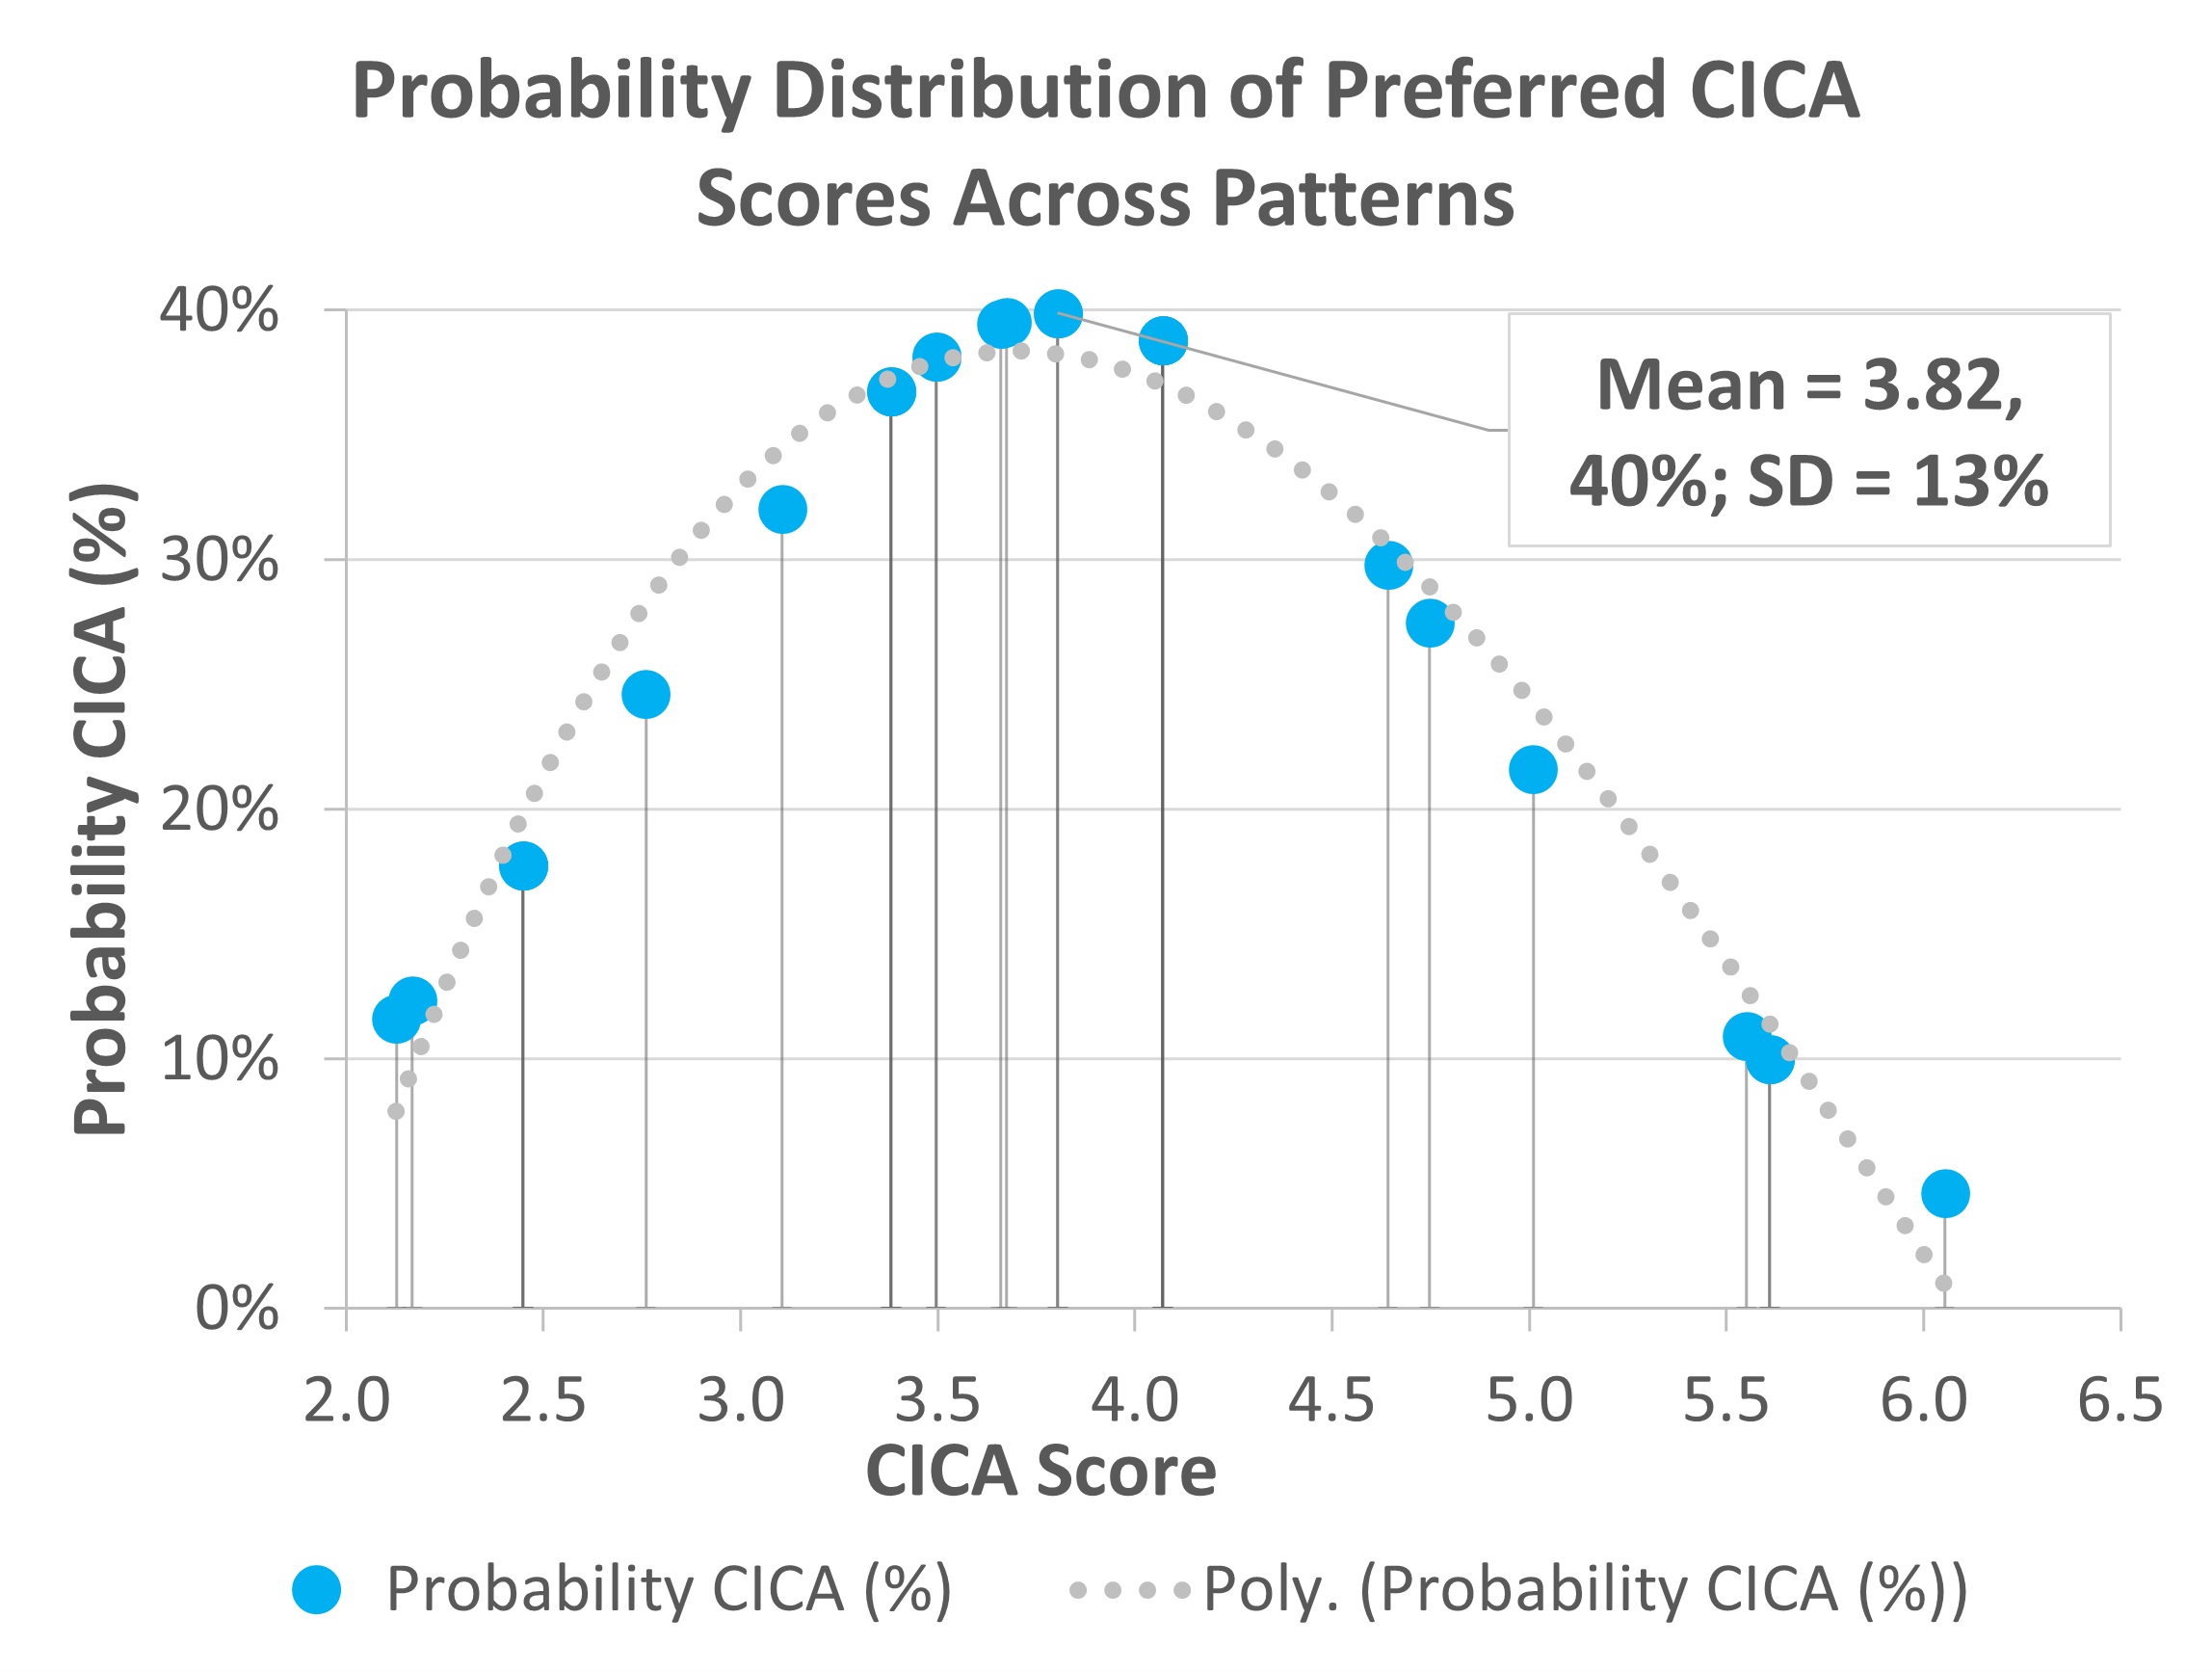 Probability Distribution of Preferred CICA
Scores Across Patterns
Probability CICA (%)
40%
30%
20%
10%
0%
Mean = 3.82,
40%; SD = 13%
2.0 2.5 3.0 3.5 4.0 4.5 5.0 5.5 6.0 6.5
CICA Score
Probability CICA (%) Poly. (Probability CICA (%))